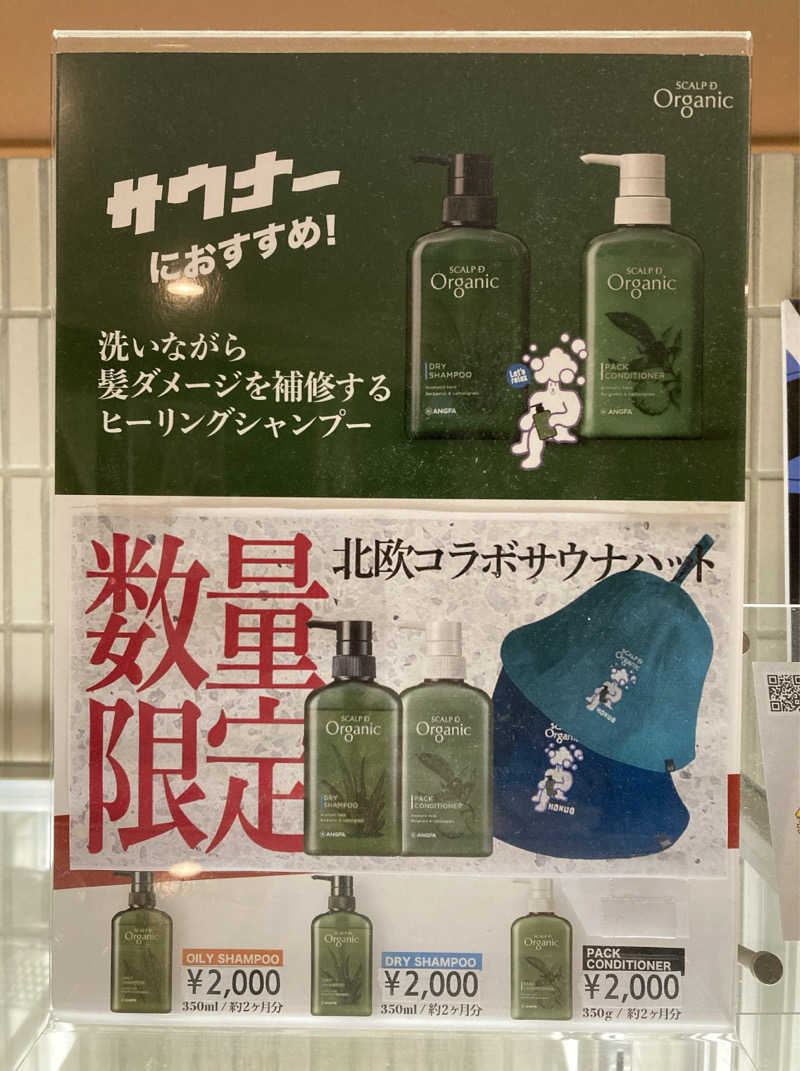 SCALP D
Organic
サウナー
におすすめ!
洗いながら
髪ダメージを補修する
ヒーリングシャンプー
SCALP D
Organic
DRY
SHAMPOO
ANGFA
Let's
relax
SCALP D
Organic
PACK
CONDITIONER
ANGFA
数量
限定
北欧コラボサウナハット
SCALP D
Organic
DRY
SHAMPOO
ANGFA
SCALP D
Organic
PACK
CONDITIONER
ANGFA
SCALP D
Organic
HOKUO
Organic
HOKUO
Organic
OILY SHAMPOO
¥2,000
350ml / 約2ヶ月分
Organic
DRY SHAMPOO
¥2,000
350ml / 約2ヶ月分
Organic
PACK
CONDITIONER
¥2,000
350g / 約2ヶ月分